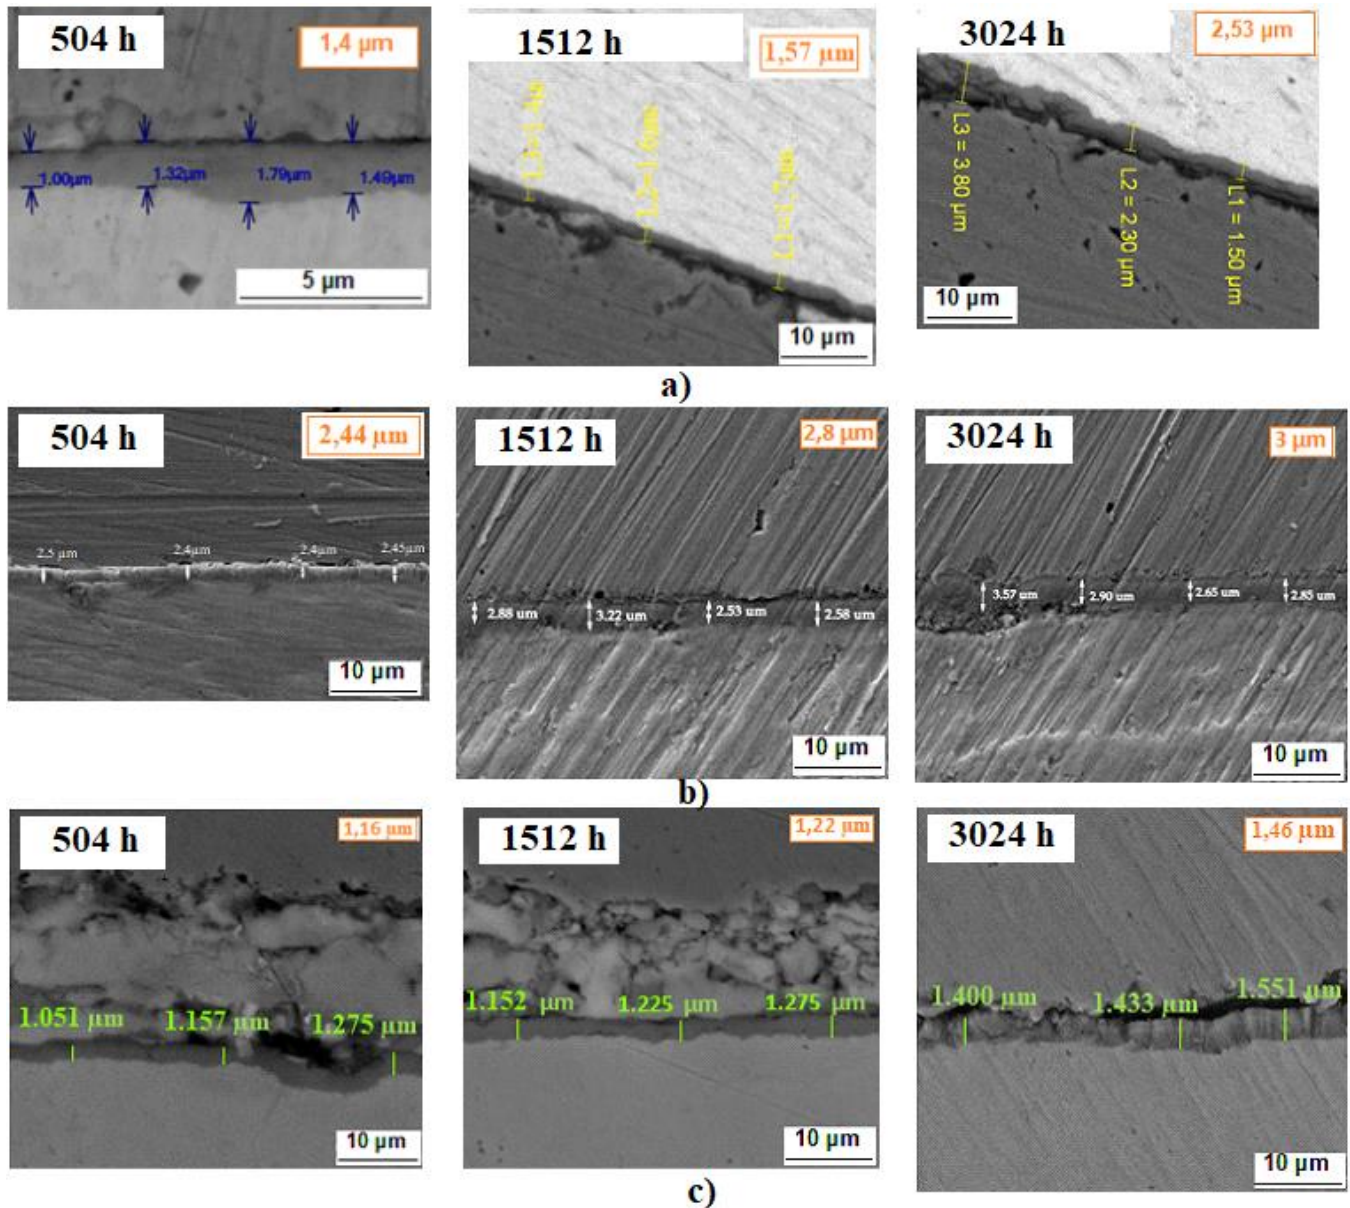 504 h
1,4 µm
1.00µm
1.32µm
1.79µm
1.49µm
5 µm
1512 h
1,57 µm
L2=1.6µm
10 µm
3024 h
2,53 µm
L3 = 3.80 µm
L2 = 2.30 µm
L1 = 1.50 µm
10 µm
a)
504 h
2,44 µm
2.5 µm
2.4µm
2.4µm
2.45µm
10 µm
1512 h
2,8 µm
2.88 um
3.22 um
2.53 um
2.58 um
10 µm
3024 h
3 µm
3.57 um
2.90 um
2.65 um
2.85 um
10 µm
b)
504 h
1,16 µm
1.051 µm
1.157 µm
1.275 µm
10 µm
1512 h
1,22 µm
1.152 µm
1.225 µm
1.275 µm
10 µm
3024 h
1,46 µm
1.400 µm
1.433 µm
1.551 µm
10 µm
c)